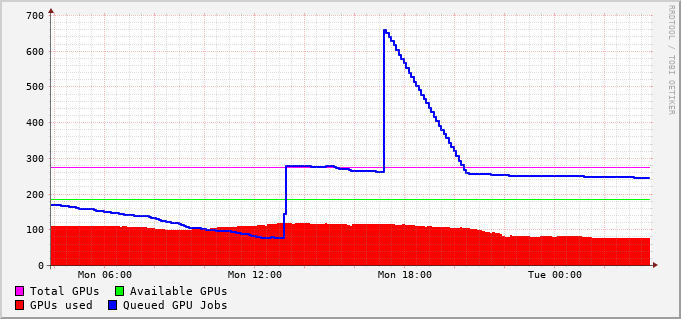 700
600
500
400
300
200
100
0
Mon 06:00 Mon 12:00 Mon 18:00 Tue 00:00
Total GPUs Available GPUs
GPUs used Queued GPU Jobs
RRDTOOL / TOBI OETIKER